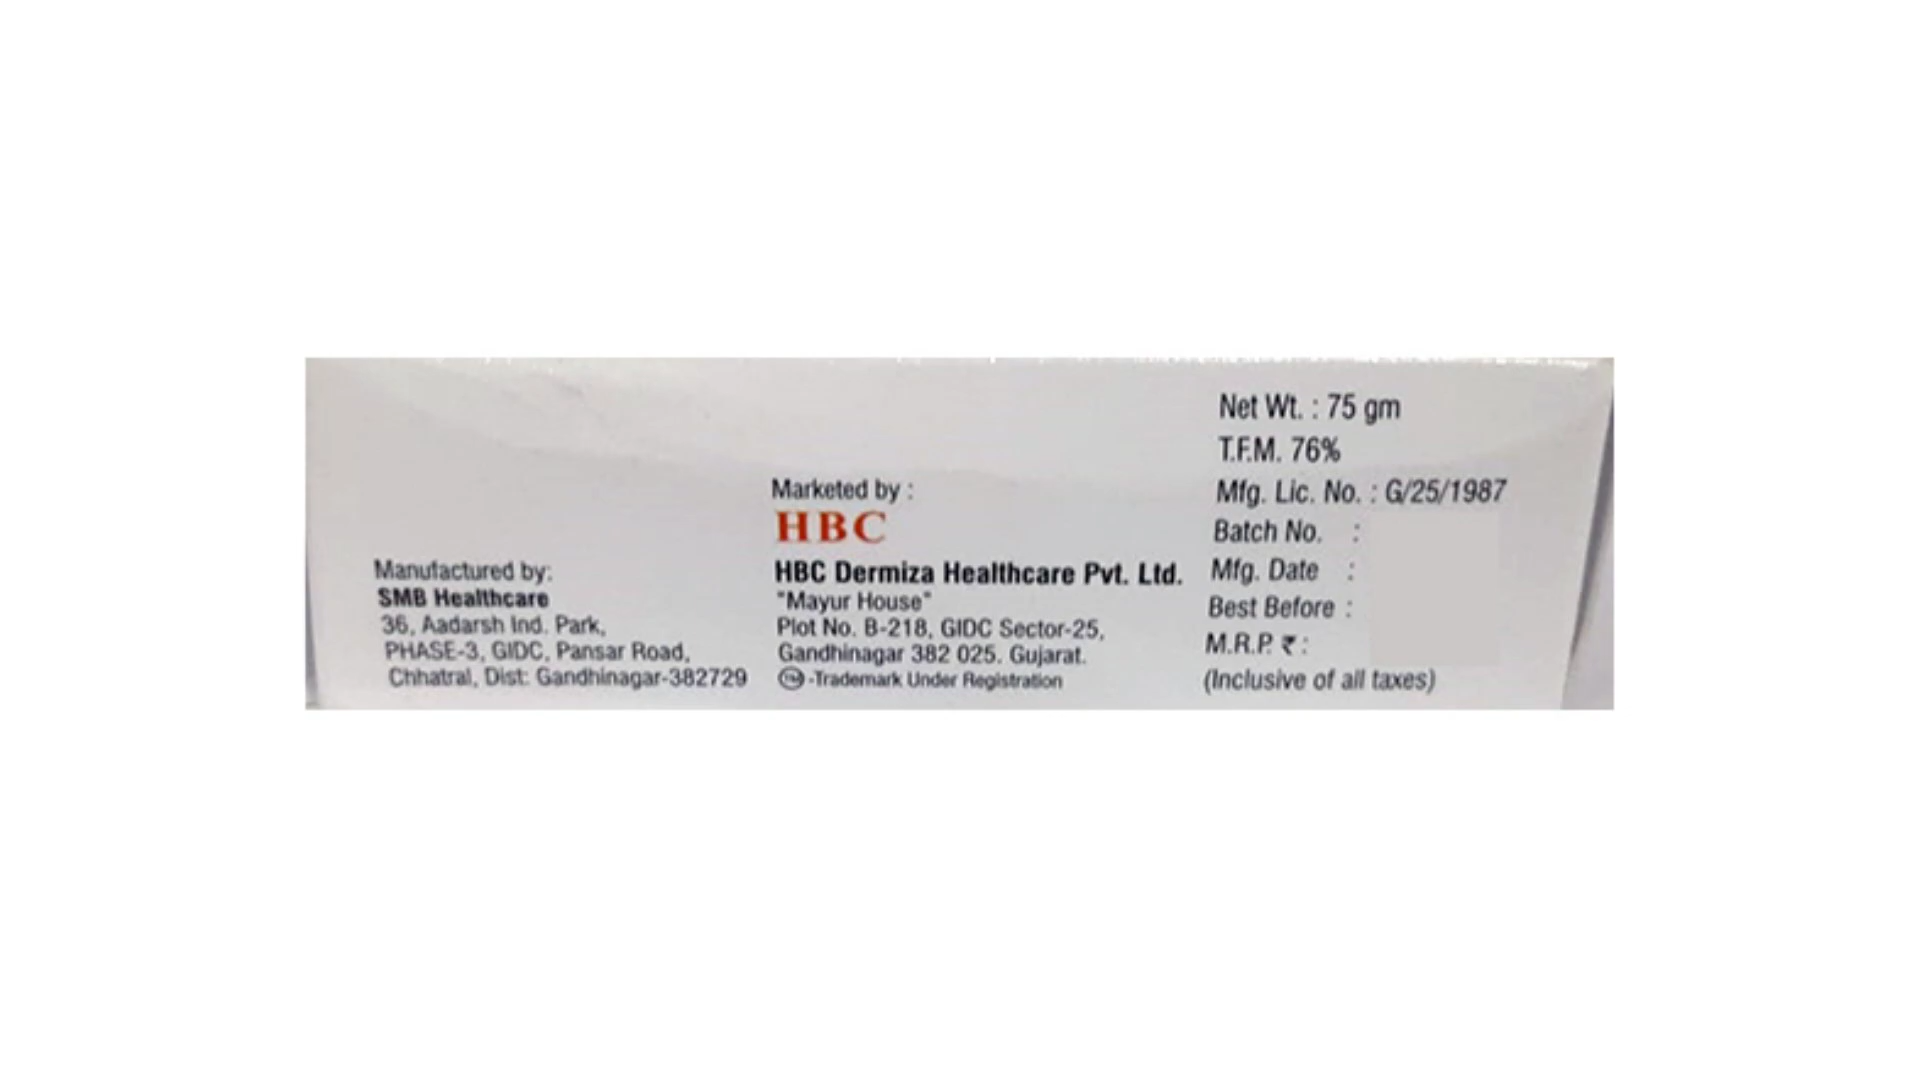 Manufactured by:
SMB Healthcare
36, Aadarsh Ind. Park,
PHASE-3, GIDC, Pansar Road,
Chhatral, Dist: Gandhinagar-382729
Marketed by :
HBC
HBC Dermiza Healthcare Pvt. Ltd.
"Mayur House"
Plot No. B-218, GIDC Sector-25,
Gandhinagar 382 025. Gujarat.
TM -Trademark Under Registration
Net Wt. : 75 gm
T.F.M. 76%
Mfg. Lic. No. : G/25/1987
Batch No. :
Mfg. Date :
Best Before :
M.R.P. ₹ :
(Inclusive of all taxes)